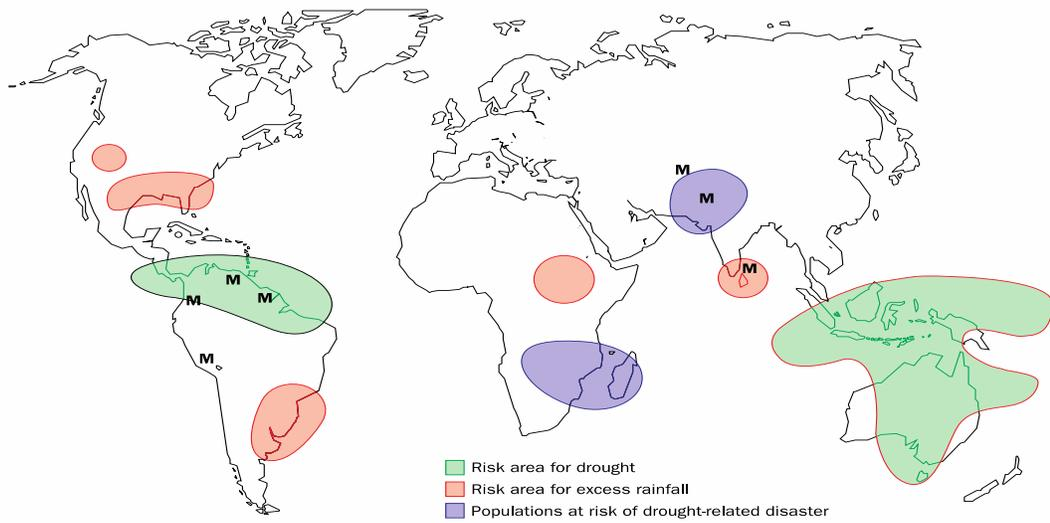 M
M
M
M
M
M
M
Risk area for drought
Risk area for excess rainfall
Populations at risk of drought-related disaster